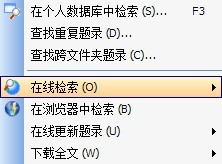 在个人数据库中检索 (S)... F3
查找重复题录 (D)...
查找跨文件夹题录 (C)...
在线检索 (O)
在浏览器中检索 (B)
在线更新题录 (U)
下载全文 (W)